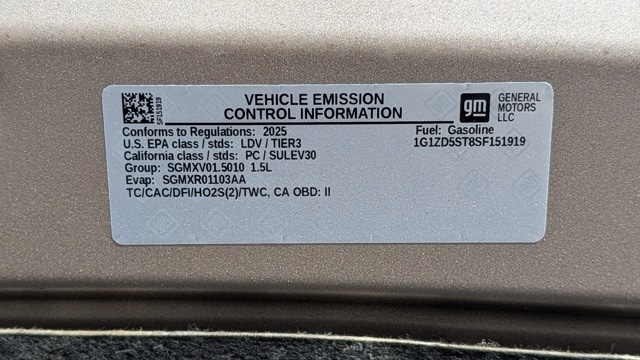 SF151919
VEHICLE EMISSION
CONTROL INFORMATION
gm
GENERAL
MOTORS
LLC
Conforms to Regulations: 2025
U.S. EPA class / stds: LDV / TIER3
California class / stds: PC / SULEV30
Group: SGMXV01.5010 1.5L
Evap: SGMXR01103AA
TC/CAC/DFI/HO2S(2)/TWC, CA OBD: II
Fuel: Gasoline
1G1ZD5ST8SF151919